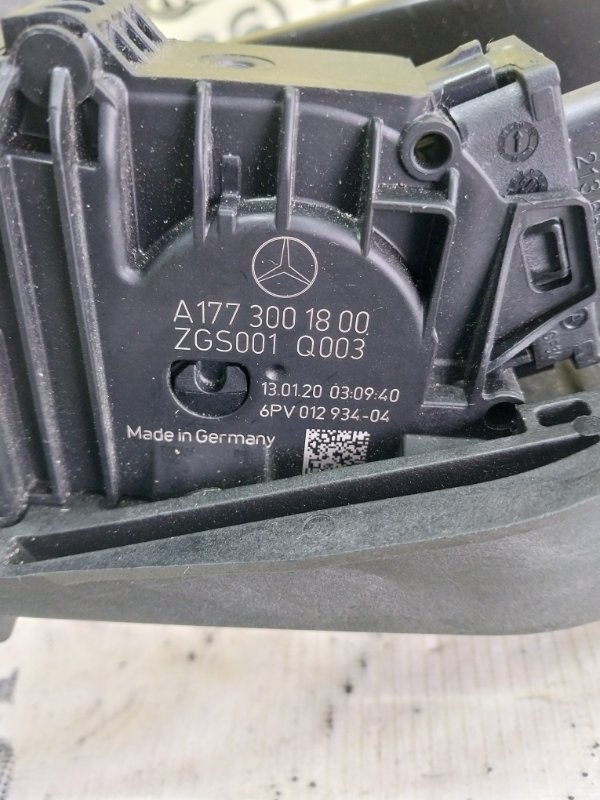 A177 300 18 00
ZGS001 Q003
13.01.20 03:09:40
6PV 012 934-04
Made in Germany